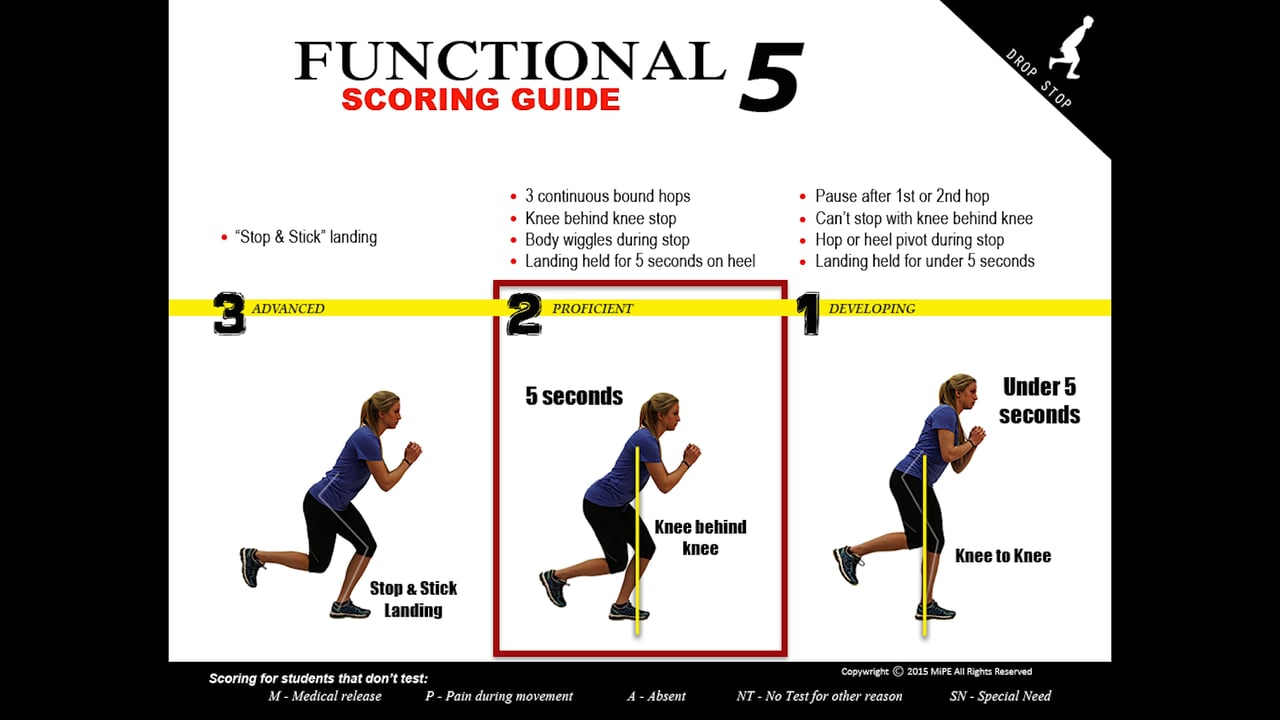 FUNCTIONAL 5
SCORING GUIDE
DROP STOP
• “Stop & Stick” landing
• 3 continuous bound hops
• Knee behind knee stop
• Body wiggles during stop
• Landing held for 5 seconds on heel
• Pause after 1st or 2nd hop
• Can’t stop with knee behind knee
• Hop or heel pivot during stop
• Landing held for under 5 seconds
3 ADVANCED
2 PROFICIENT
1 DEVELOPING
Stop & Stick
Landing
5 seconds
Knee behind
knee
Under 5
seconds
Knee to Knee
Copyright © 2015 MiPE All Rights Reserved
Scoring for students that don’t test:
M - Medical release P - Pain during movement A - Absent NT - No Test for other reason SN - Special Need